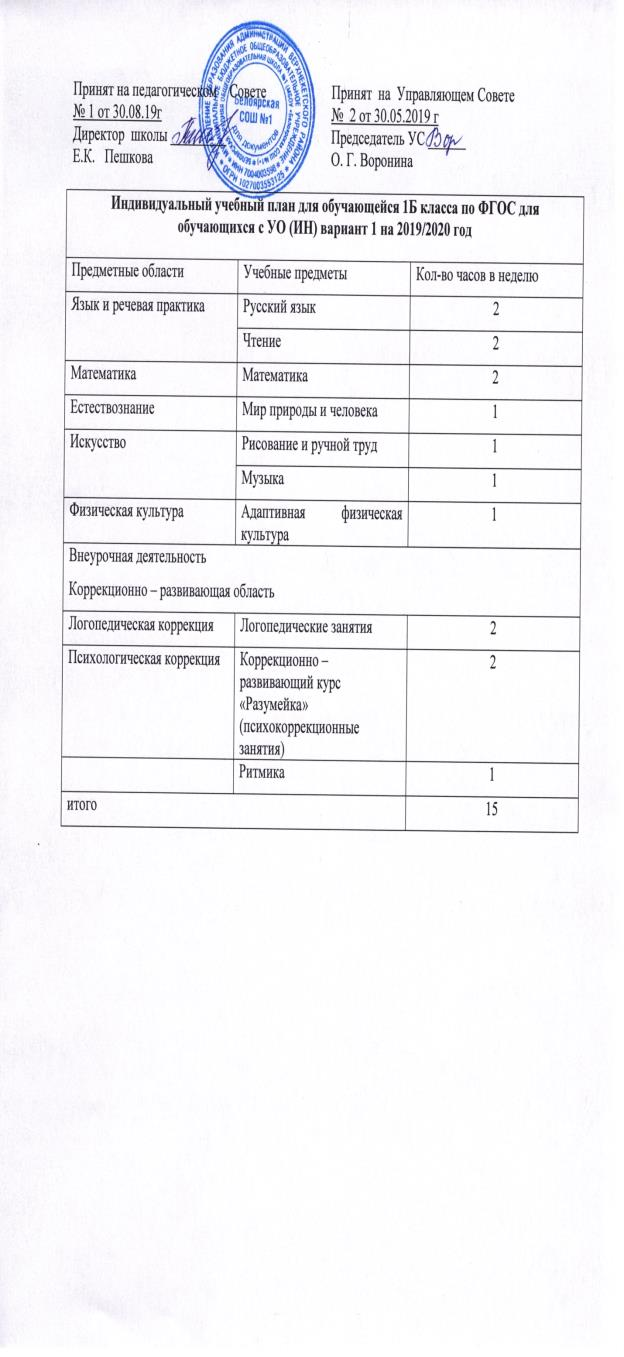 Принят на педагогическом Совете
№ 1 от 30.08.19г
Директор школы
Е.К. Пешкова
Принят на Управляющем Совете
№ 2 от 30.05.2019 г
Председатель УС
О. Г. Воронина
Белоярская
СОШ №1
Для документов
Индивидуальный учебный план для обучающейся 1Б класса по ФГОС для
обучающихся с УО (ИН) вариант 1 на 2019/2020 год
Предметные области Учебные предметы Кол-во часов в неделю
Язык и речевая практика Русский язык 2
Чтение 2
Математика Математика 2
Естествознание Мир природы и человека 1
Искусство Рисование и ручной труд 1
Музыка 1
Физическая культура Адаптивная физическая 1
культура
Внеурочная деятельность
Коррекционно – развивающая область
Логопедическая коррекция Логопедические занятия 2
Психологическая коррекция Коррекционно – 2
развивающий курс
«Разумейка»
(психокоррекционные
занятия)
Ритмика 1
итого 15